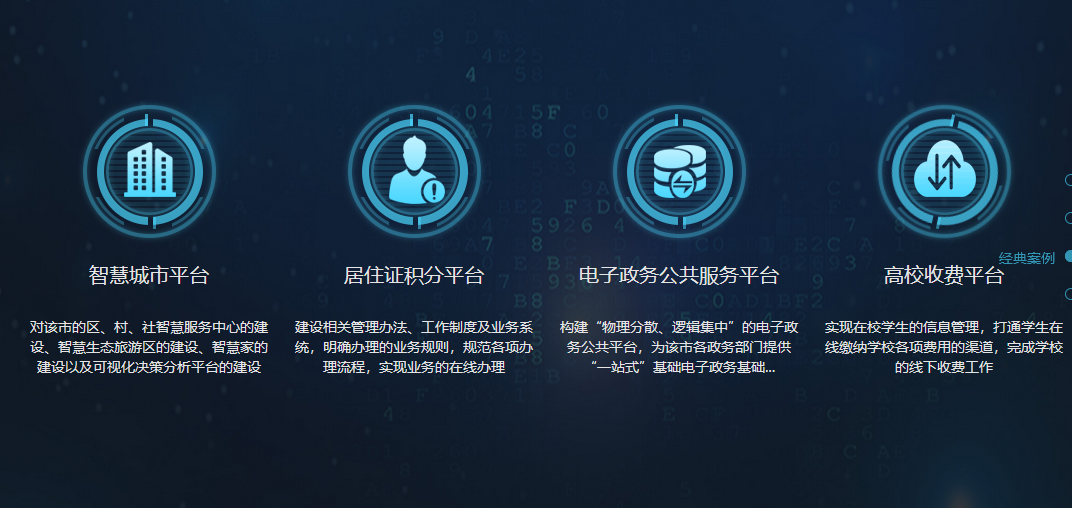 智慧城市平台
对该市的区、村、社智慧服务中心的建
设、智慧生态旅游区的建设、智慧家的
建设以及可视化决策分析平台的建设
居住证积分平台
建设相关管理办法、工作制度及业务系
统，明确办理的业务规则，规范各项办
理流程，实现业务的在线办理
电子政务公共服务平台
构建“物理分散、逻辑集中”的电子政
务公共平台，为该市各政务部门提供
“一站式”基础电子政务基础...
高校收费平台
实现在校学生的信息管理，打通学生在
线缴纳学校各项费用的渠道，完成学校
的线下收费工作
经典案例